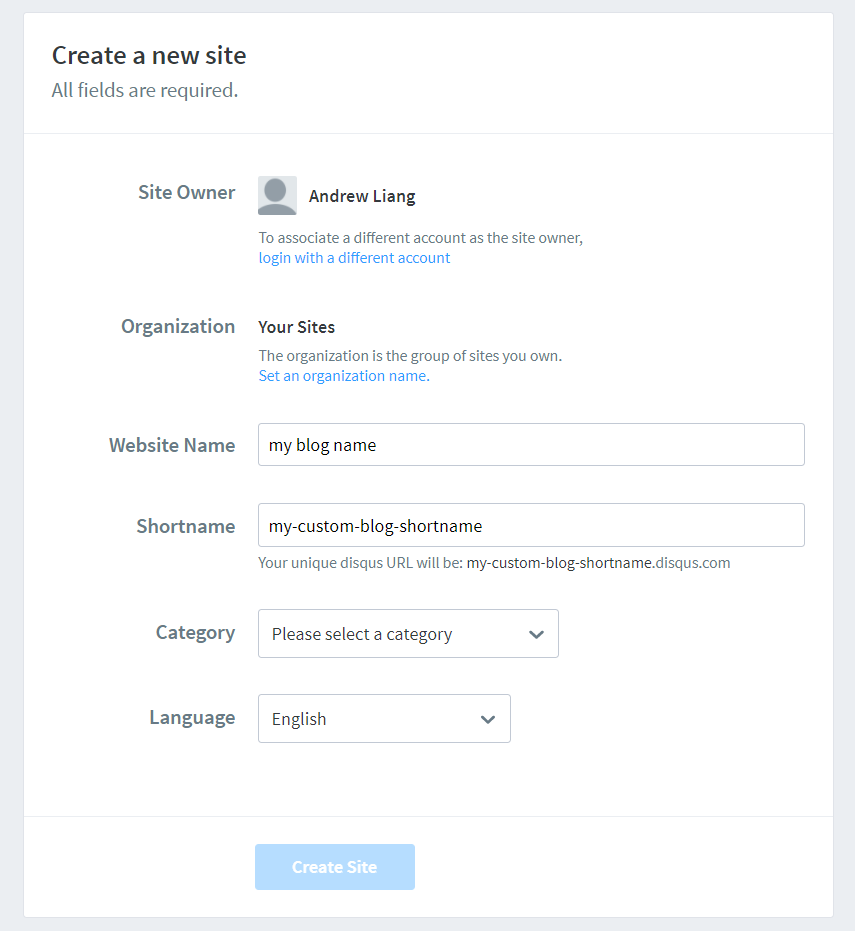 Create a new site
All fields are required.
Site Owner
Andrew Liang
To associate a different account as the site owner,
login with a different account
Organization
Your Sites
The organization is the group of sites you own.
Set an organization name.
Website Name
my blog name
Shortname
my-custom-blog-shortname
Your unique disqus URL will be: my-custom-blog-shortname.disqus.com
Category
Please select a category
Language
English
Create Site